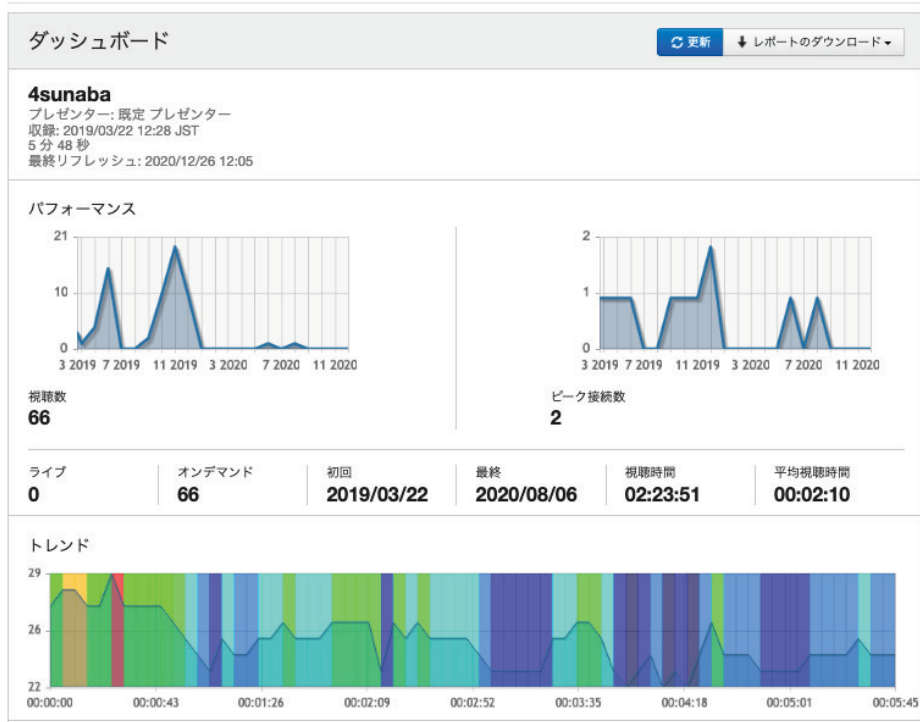 ダッシュボード
更新
レポートのダウンロード
4sunaba
プレゼンター: 既定 プレゼンター
収録: 2019/03/22 12:28 JST
5 分 48 秒
最終リフレッシュ: 2020/12/26 12:05
パフォーマンス
21
10
0
3 2019 7 2019 11 2019 3 2020 7 2020 11 2020
2
1
0
3 2019 7 2019 11 2019 3 2020 7 2020 11 2020
視聴数
66
ピーク接続数
2
ライブ オンデマンド 初回 最終 視聴時間 平均視聴時間
0 66 2019/03/22 2020/08/06 02:23:51 00:02:10
トレンド
29
26
22
00:00:00 00:00:43 00:01:26 00:02:09 00:02:52 00:03:35 00:04:18 00:05:01 00:05:45